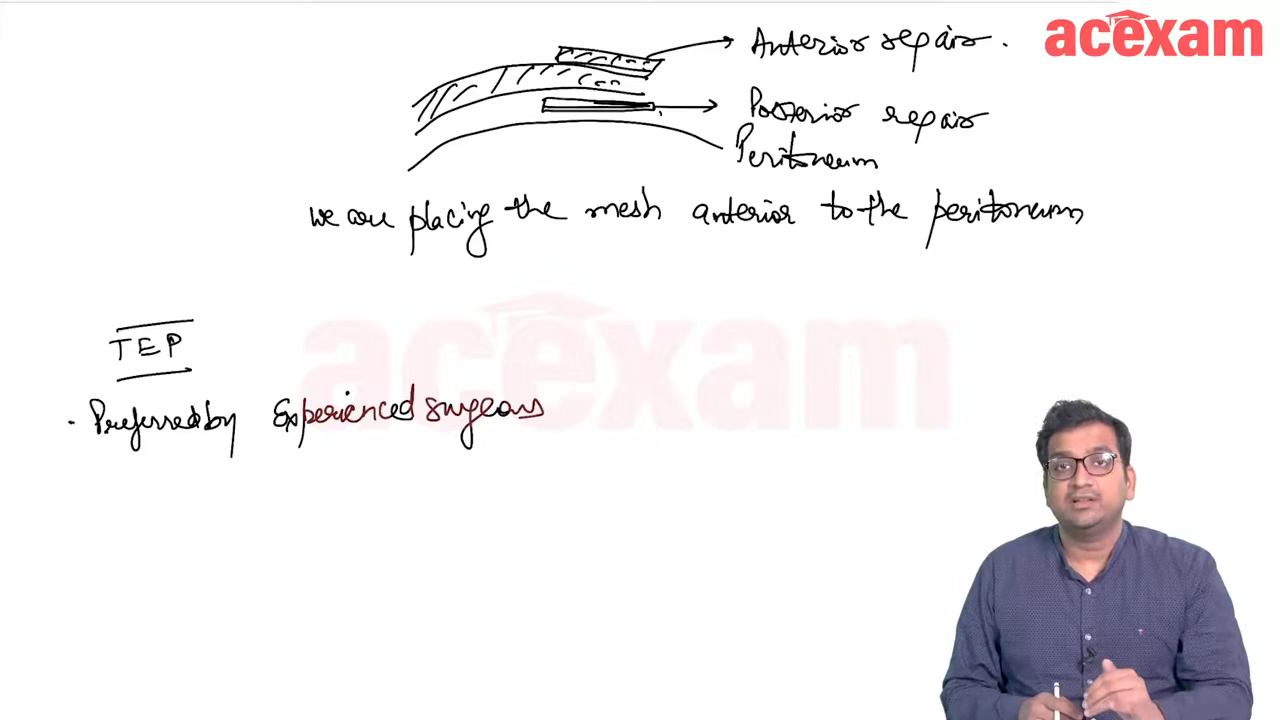 acexam
Anterior repair.
Posterior repair
Peritoneum
we are placing the mesh anterior to the peritoneum
acexam
TEP
. Preferred by Experienced surgeons